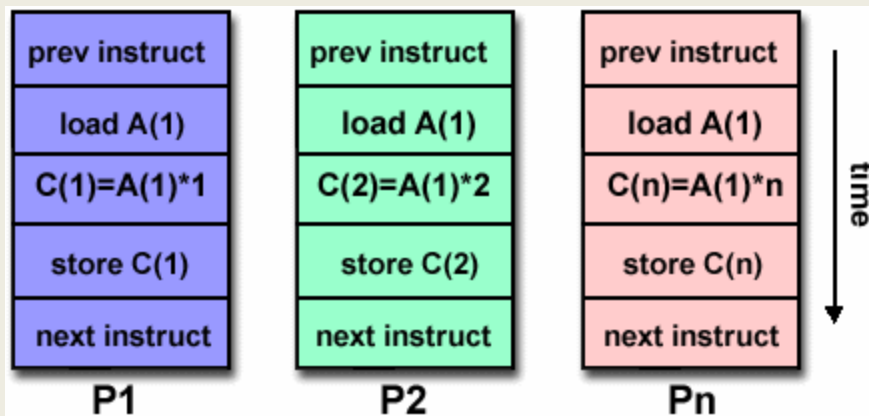 prev instruct
load A(1)
C(1)=A(1)*1
store C(1)
next instruct
P1
prev instruct
load A(1)
C(2)=A(1)*2
store C(2)
next instruct
P2
prev instruct
load A(1)
C(n)=A(1)*n
store C(n)
next instruct
Pn
time